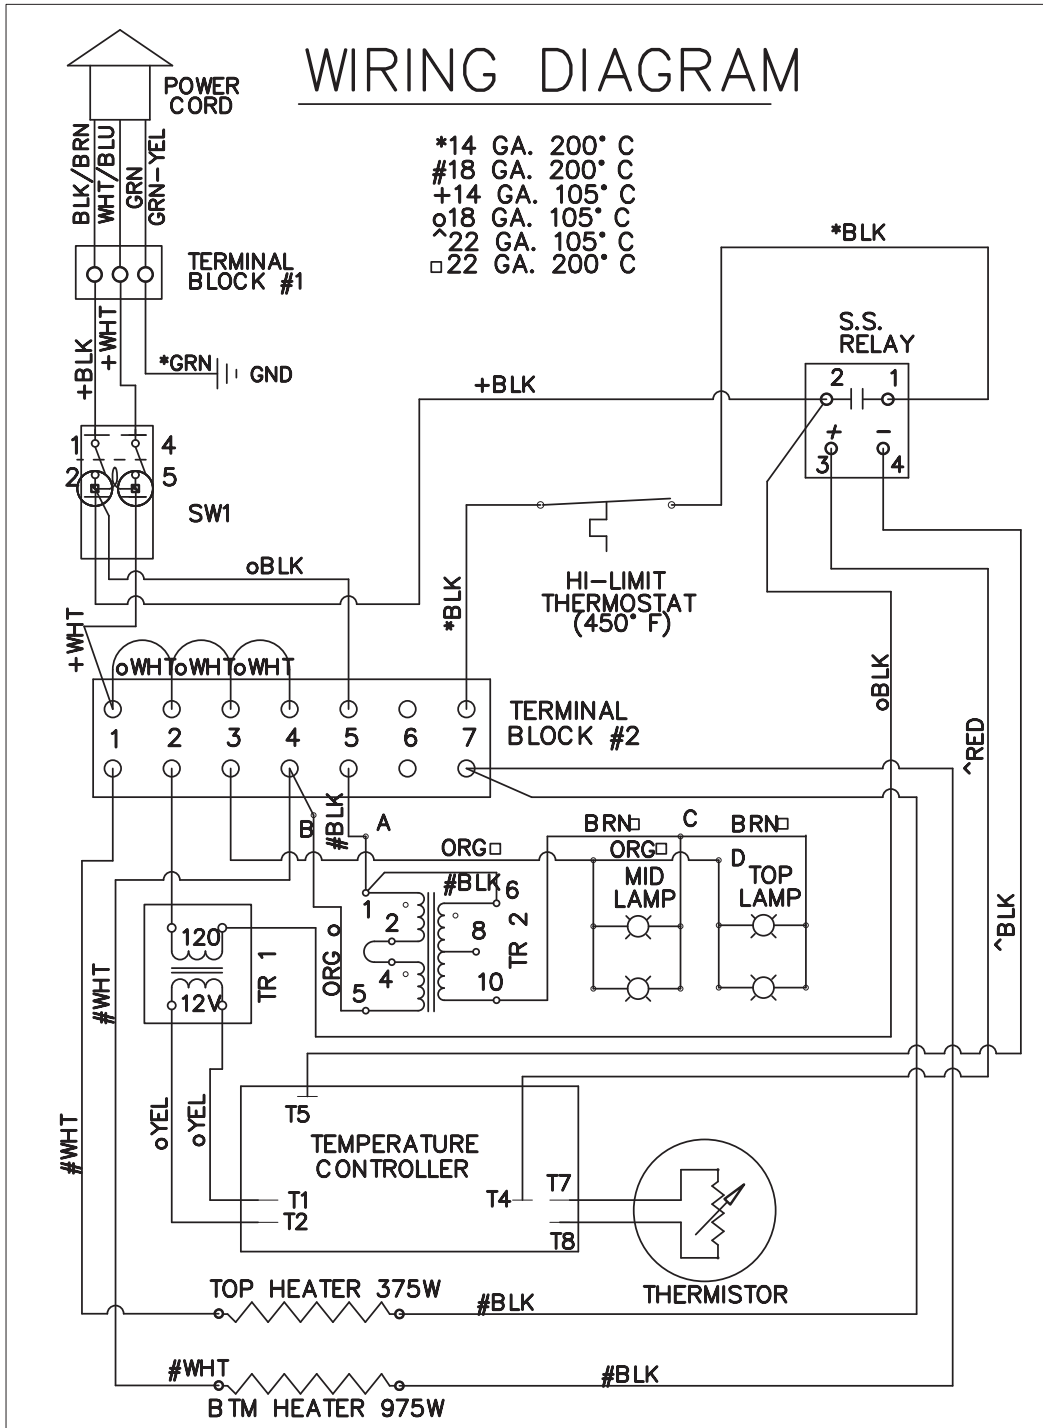 WIRING DIAGRAM
POWER
CORD
BLK/BRN
WHT/BLU
GRN
GRN-YEL
*14 GA. 200° C
#18 GA. 200° C
+14 GA. 105° C
o18 GA. 105° C
^22 GA. 105° C
□22 GA. 200° C
*BLK
TERMINAL
BLOCK #1
+BLK
+WHT
*GRN
GND
S.S.
RELAY
2
1
+
-
3
4
+BLK
1
4
2
5
SW1
oBLK
HI-LIMIT
THERMOSTAT
(450° F)
*BLK
+WHT
oWHT
oWHT
oWHT
oBLK
^RED
TERMINAL
BLOCK #2
1
2
3
4
5
6
7
B
#BLK
A
BRN□
C
BRN□
ORG□
ORG□
D
MID
LAMP
TOP
LAMP
#BLK
6
1
2
8
4
5
10
TR 2
ORG o
^BLK
120
12V
TR 1
#WHT
#WHT
oYEL
oYEL
T5
TEMPERATURE
CONTROLLER
T1
T2
T4
T7
T8
THERMISTOR
TOP HEATER 375W
#BLK
#WHT
#BLK
BTM HEATER 975W